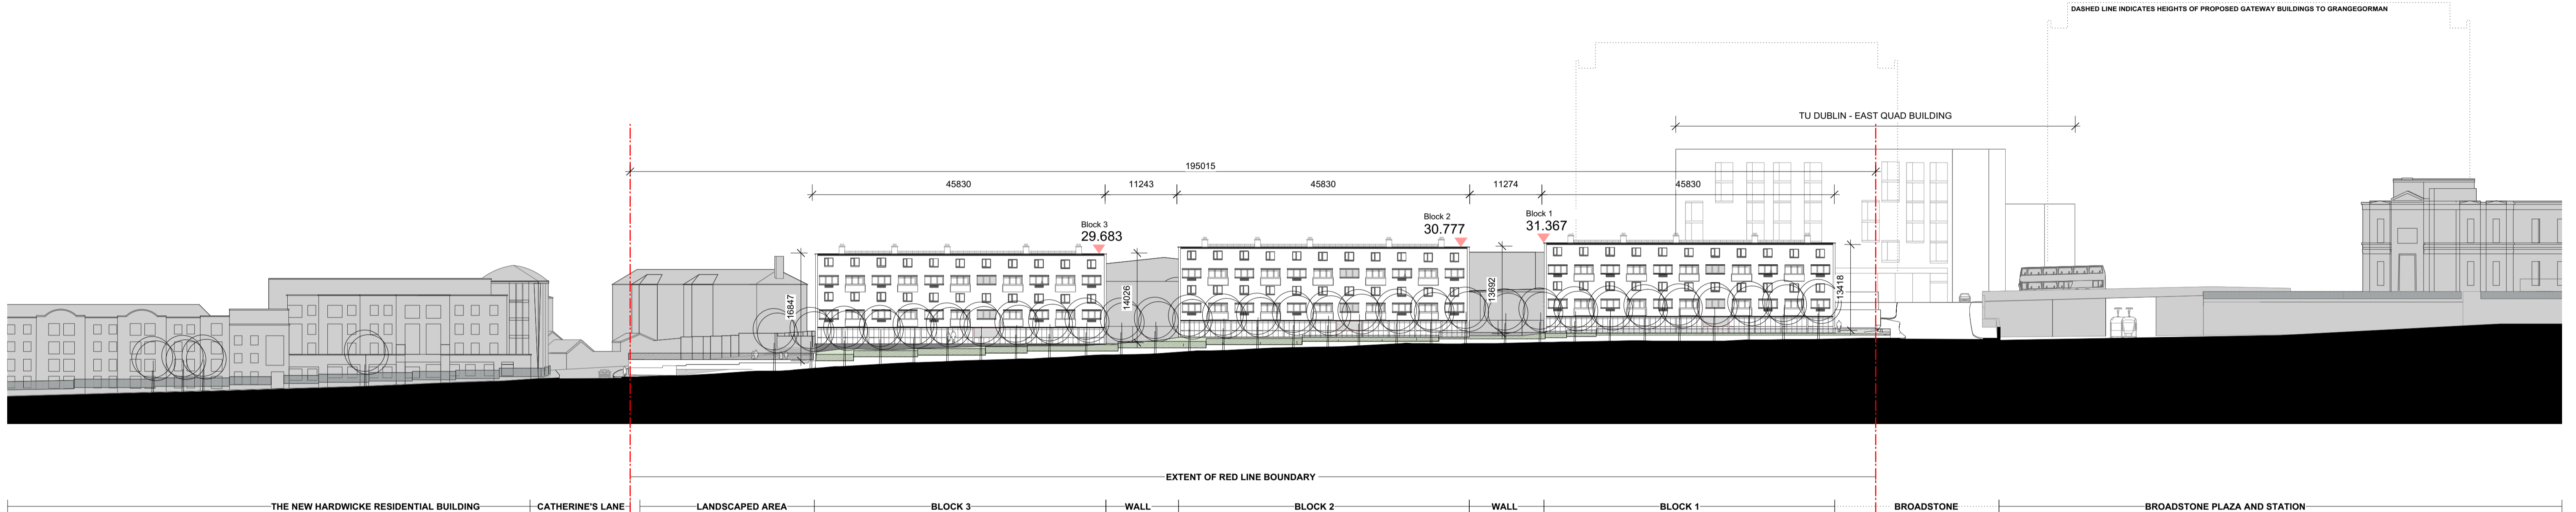 DASHED LINE INDICATES HEIGHTS OF PROPOSED GATEWAY BUILDINGS TO GRANGEGORMAN
TU DUBLIN - EAST QUAD BUILDING
195015
45830
11243
45830
11274
45830
Block 3
29.683
Block 2
30.777
Block 1
31.367
16847
14026
13692
13418
EXTENT OF RED LINE BOUNDARY
THE NEW HARDWICKE RESIDENTIAL BUILDING
CATHERINE'S LANE
LANDSCAPED AREA
BLOCK 3
WALL
BLOCK 2
WALL
BLOCK 1
BROADSTONE
BROADSTONE PLAZA AND STATION